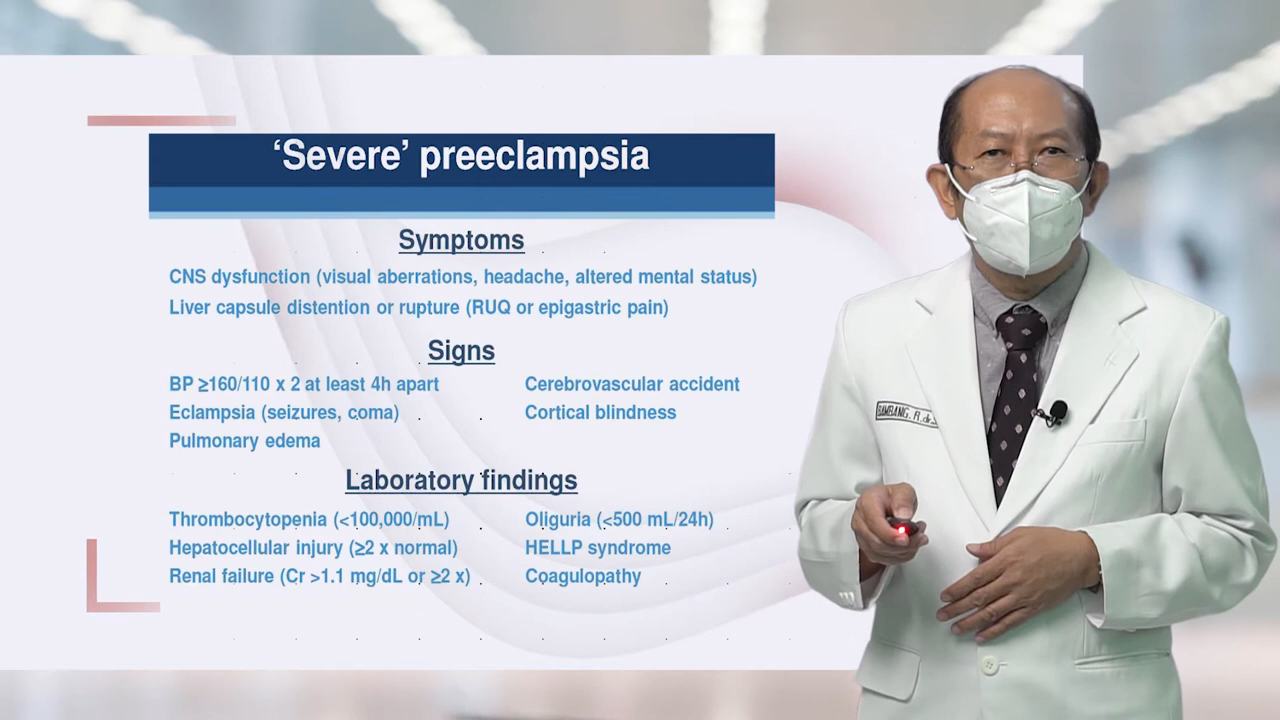 ‘Severe’ preeclampsia
Symptoms
CNS dysfunction (visual aberrations, headache, altered mental status)
Liver capsule distention or rupture (RUQ or epigastric pain)
Signs
BP ≥160/110 x 2 at least 4h apart
Eclampsia (seizures, coma)
Pulmonary edema
Cerebrovascular accident
Cortical blindness
Laboratory findings
Thrombocytopenia (<100,000/mL)
Hepatocellular injury (≥2 x normal)
Renal failure (Cr >1.1 mg/dL or ≥2 x)
Oliguria (<500 mL/24h)
HELLP syndrome
Coagulopathy
BAMBANG. R.dr.